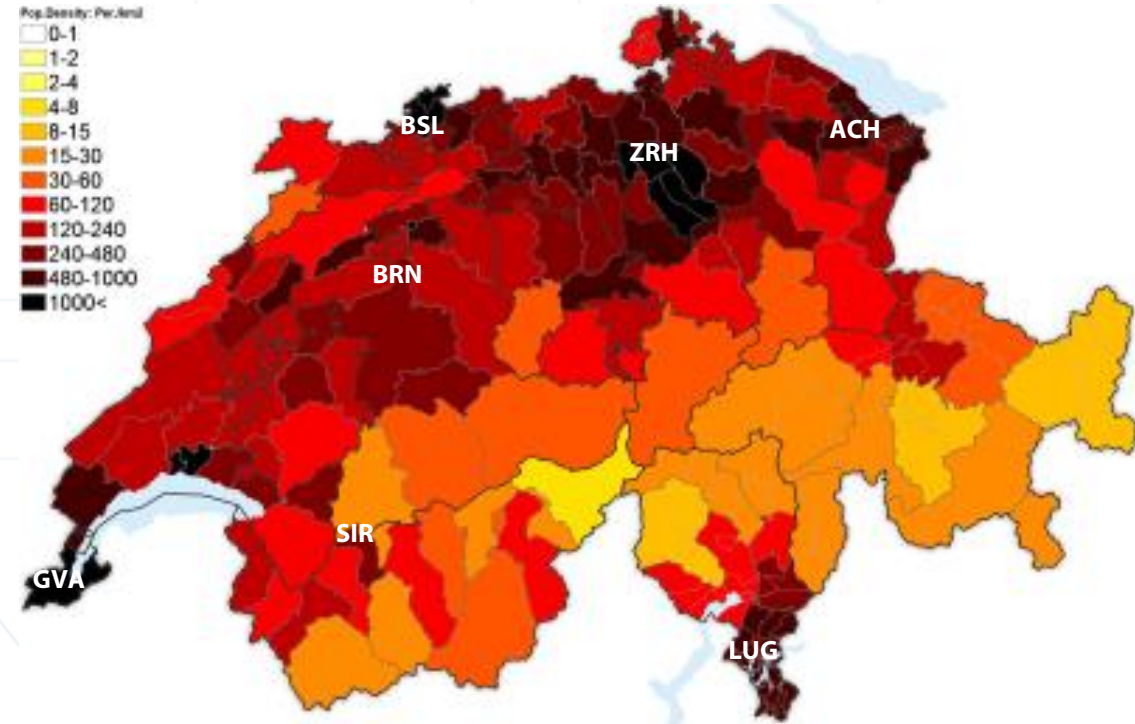 Pop.Density: Per./km2
0-1
1-2
2-4
4-8
8-15
15-30
30-60
60-120
120-240
240-480
480-1000
1000<
BSL
ACH
ZRH
BRN
SIR
GVA
LUG